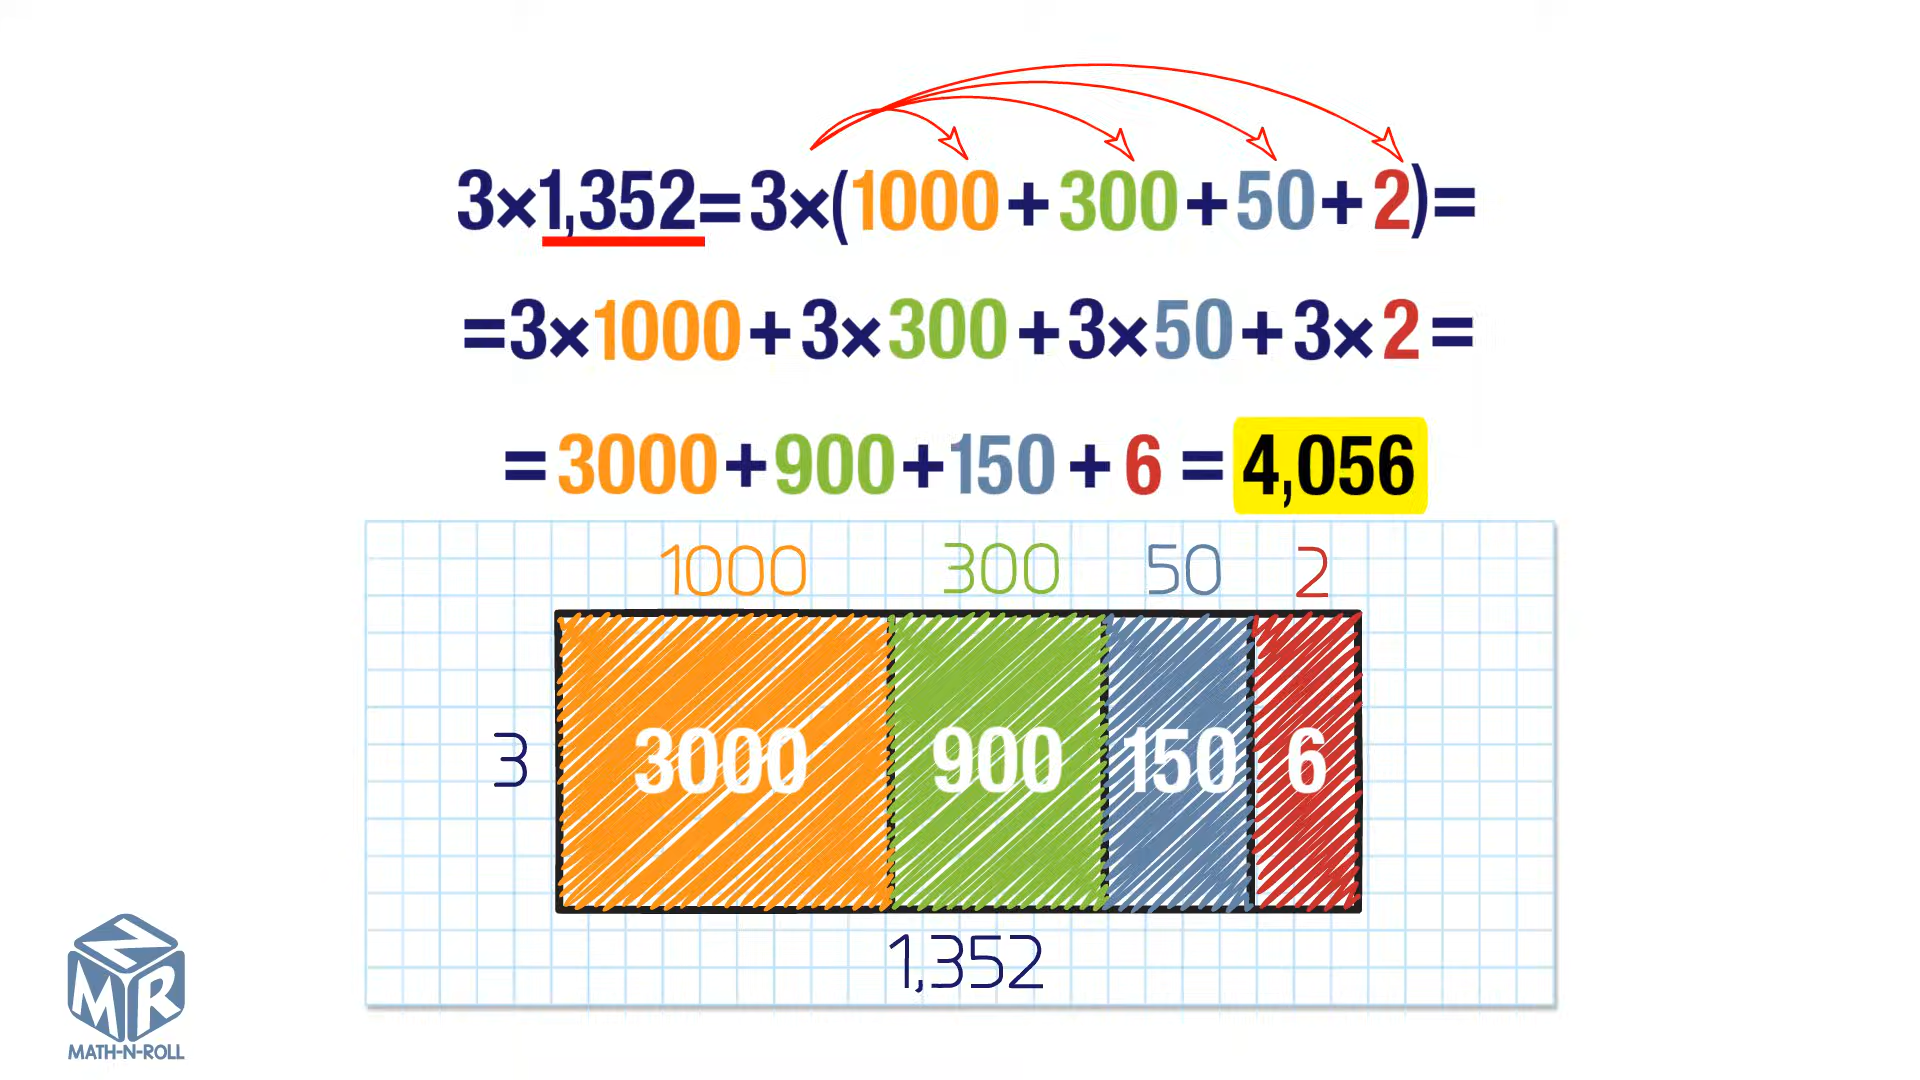 3×1,352=3×(1000+300+50+2)=
=3×1000+3×300+3×50+3×2=
=3000+900+150+6=4,056
1000 300 50 2
3
3000 900 150 6
1,352
ZMR
MATH-N-ROLL